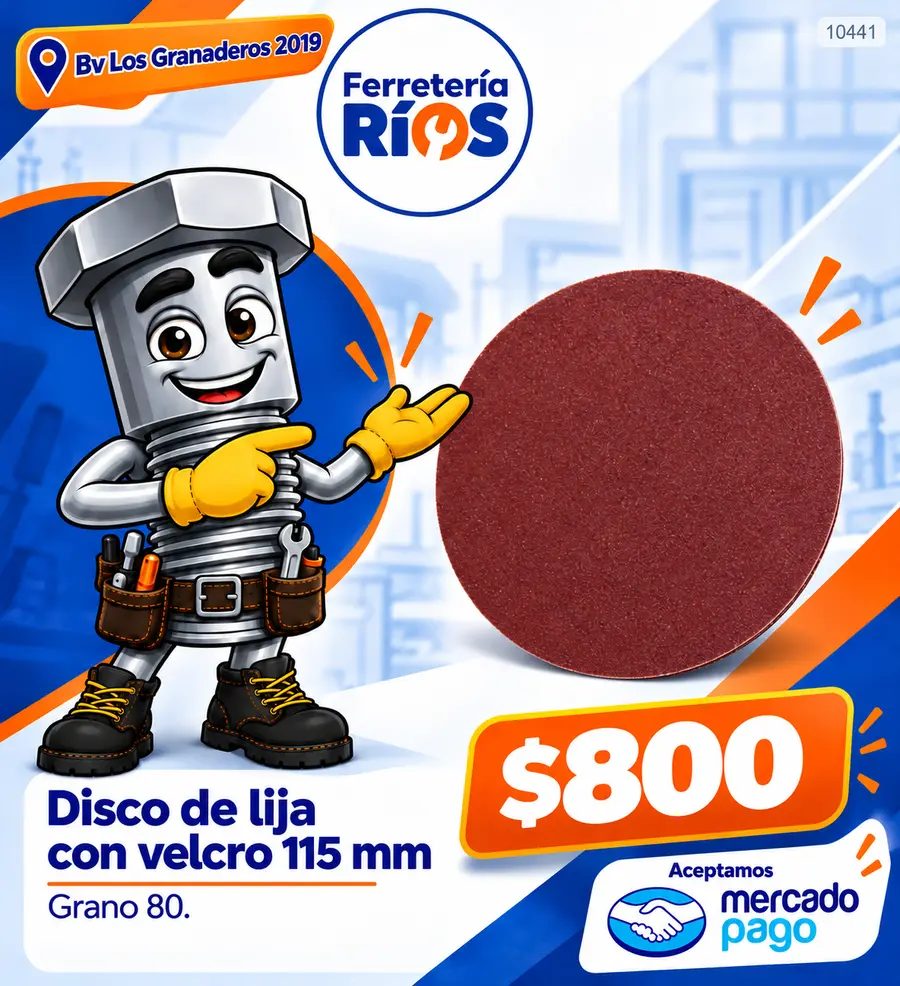 Bv Los Granaderos 2019
10441
Ferretería
RÍOS
Disco de lija
con velcro 115 mm
Grano 80.
$800
Aceptamos
mercado
pago